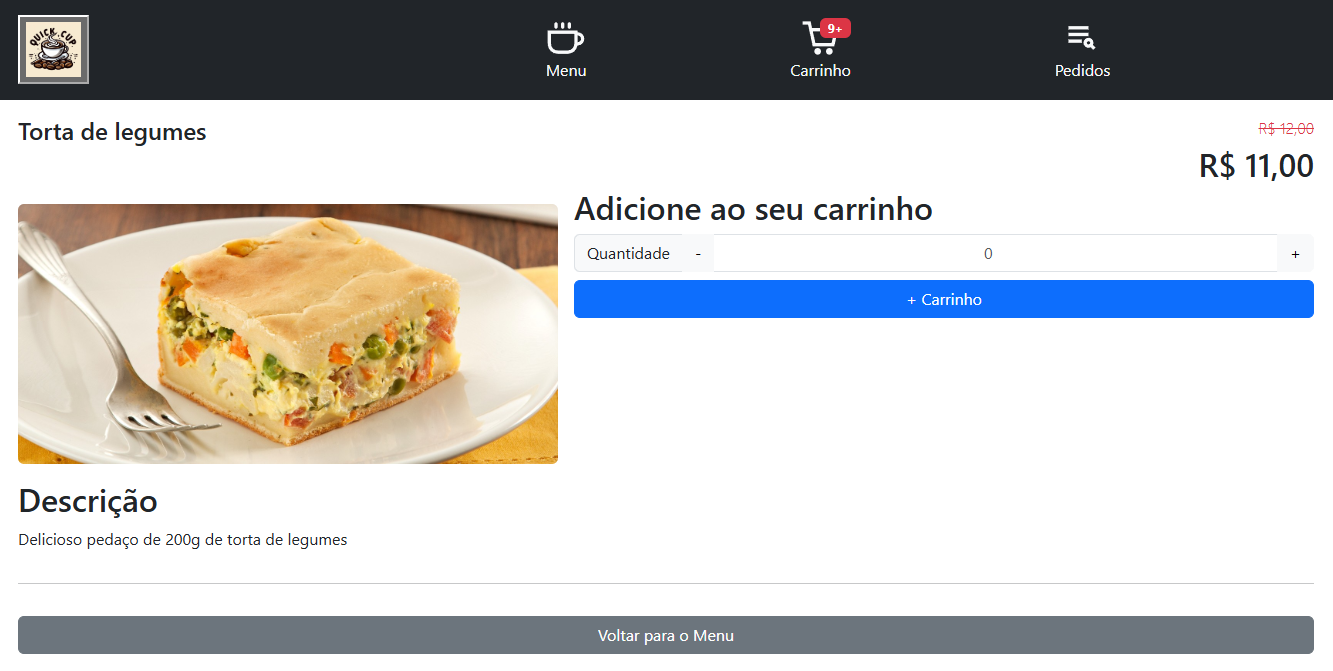 QUICK CUP
Menu
9+
Carrinho
Pedidos
Torta de legumes
R$ 12,00
R$ 11,00
Adicione ao seu carrinho
Quantidade - 0 +
+ Carrinho
Descrição
Delicioso pedaço de 200g de torta de legumes
Voltar para o Menu